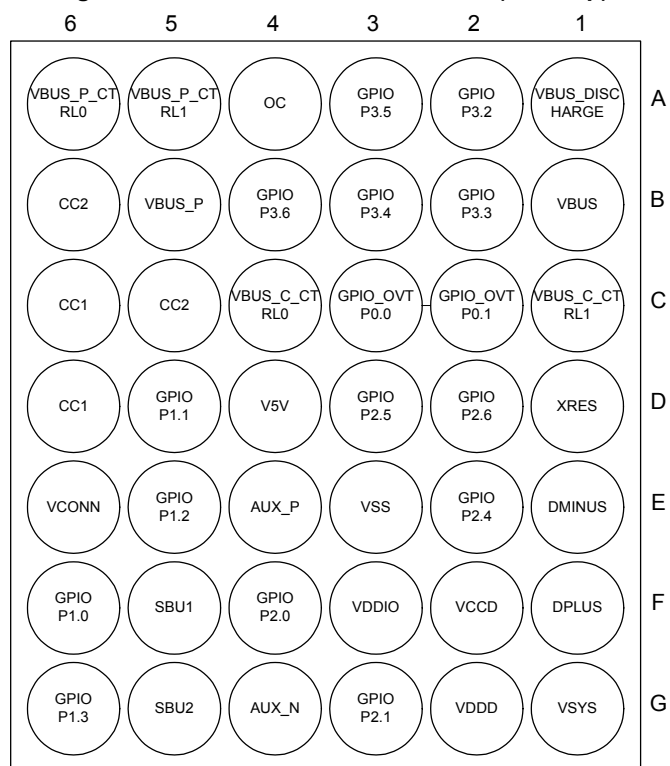 6 5 4 3 2 1
VBUS_P_CT
RL0
VBUS_P_CT
RL1
OC
GPIO
P3.5
GPIO
P3.2
VBUS_DISC
HARGE
A
CC2
VBUS_P
GPIO
P3.6
GPIO
P3.4
GPIO
P3.3
VBUS
B
CC1
CC2
VBUS_C_CT
RL0
GPIO_OVT
P0.0
GPIO_OVT
P0.1
VBUS_C_CT
RL1
C
CC1
GPIO
P1.1
V5V
GPIO
P2.5
GPIO
P2.6
XRES
D
VCONN
GPIO
P1.2
AUX_P
VSS
GPIO
P2.4
DMINUS
E
GPIO
P1.0
SBU1
GPIO
P2.0
VDDIO
VCCD
DPLUS
F
GPIO
P1.3
SBU2
AUX_N
GPIO
P2.1
VDDD
VSYS
G